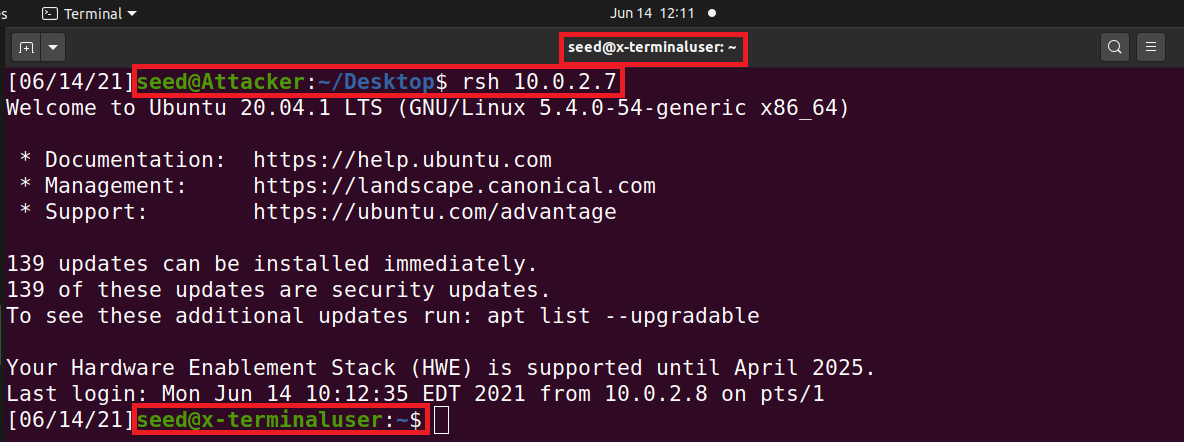 s Terminal Jun 14 12:11
seed@x-terminaluser: ~
[06/14/21]seed@Attacker:~/Desktop$ rsh 10.0.2.7
Welcome to Ubuntu 20.04.1 LTS (GNU/Linux 5.4.0-54-generic x86_64)
* Documentation:  https://help.ubuntu.com
* Management:     https://landscape.canonical.com
* Support:        https://ubuntu.com/advantage
139 updates can be installed immediately.
139 of these updates are security updates.
To see these additional updates run: apt list --upgradable
Your Hardware Enablement Stack (HWE) is supported until April 2025.
Last login: Mon Jun 14 10:12:35 EDT 2021 from 10.0.2.8 on pts/1
[06/14/21]seed@x-terminaluser:~$